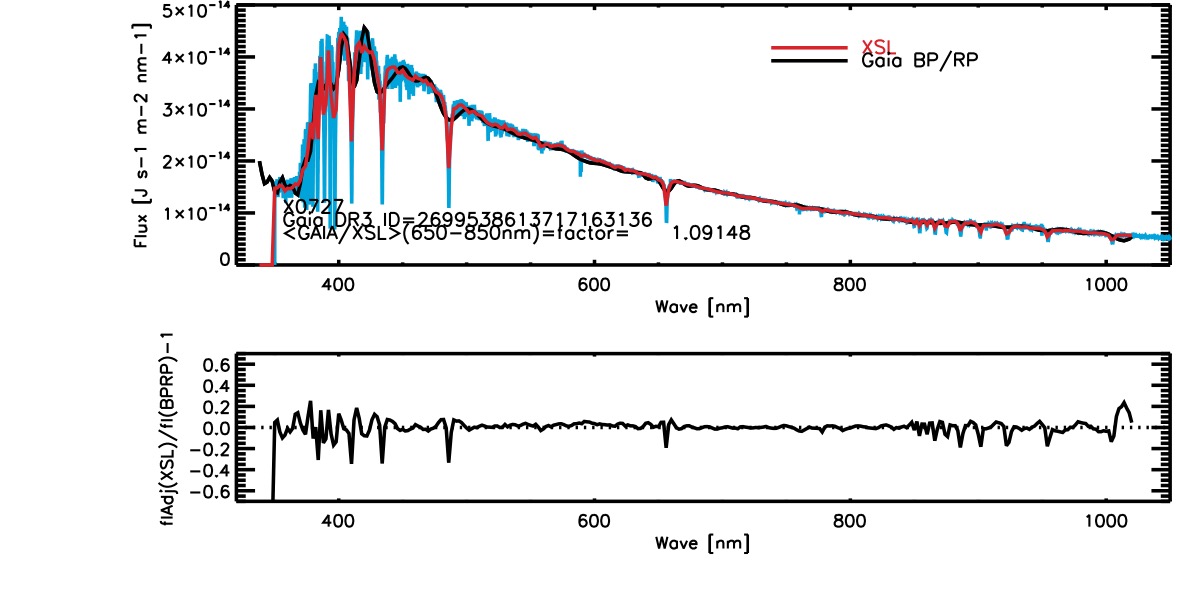 5×10−14
4×10−14
3×10−14
2×10−14
1×10−14
0
Flux [J s−1 m−2 nm−1]
XSL
Gaia BP/RP
X0727
Gaia DR3 ID=2699538613717163136
<GAIA/XSL>(650−850nm)=factor= 1.09148
400 600 800 1000
Wave [nm]
0.6
0.4
0.2
0.0
−0.2
−0.4
−0.6
flAdj(XSL)/fl(BPRP)−1
400 600 800 1000
Wave [nm]